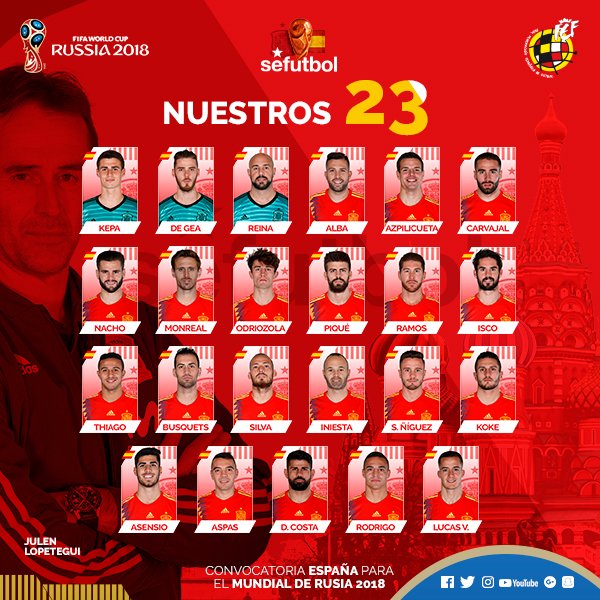 FIFA WORLD CUP
RUSSIA 2018
sefutbol
NUESTROS 23
KEPA
DE GEA
REINA
ALBA
AZPILICUETA
CARVAJAL
NACHO
MONREAL
ODRIOZOLA
PIQUÉ
RAMOS
ISCO
THIAGO
BUSQUETS
SILVA
INIESTA
S. ÑÍGUEZ
KOKE
ASENSIO
ASPAS
D. COSTA
RODRIGO
LUCAS V.
JULEN
LOPETEGUI
CONVOCATORIA ESPAÑA PARA
EL MUNDIAL DE RUSIA 2018
YouTube